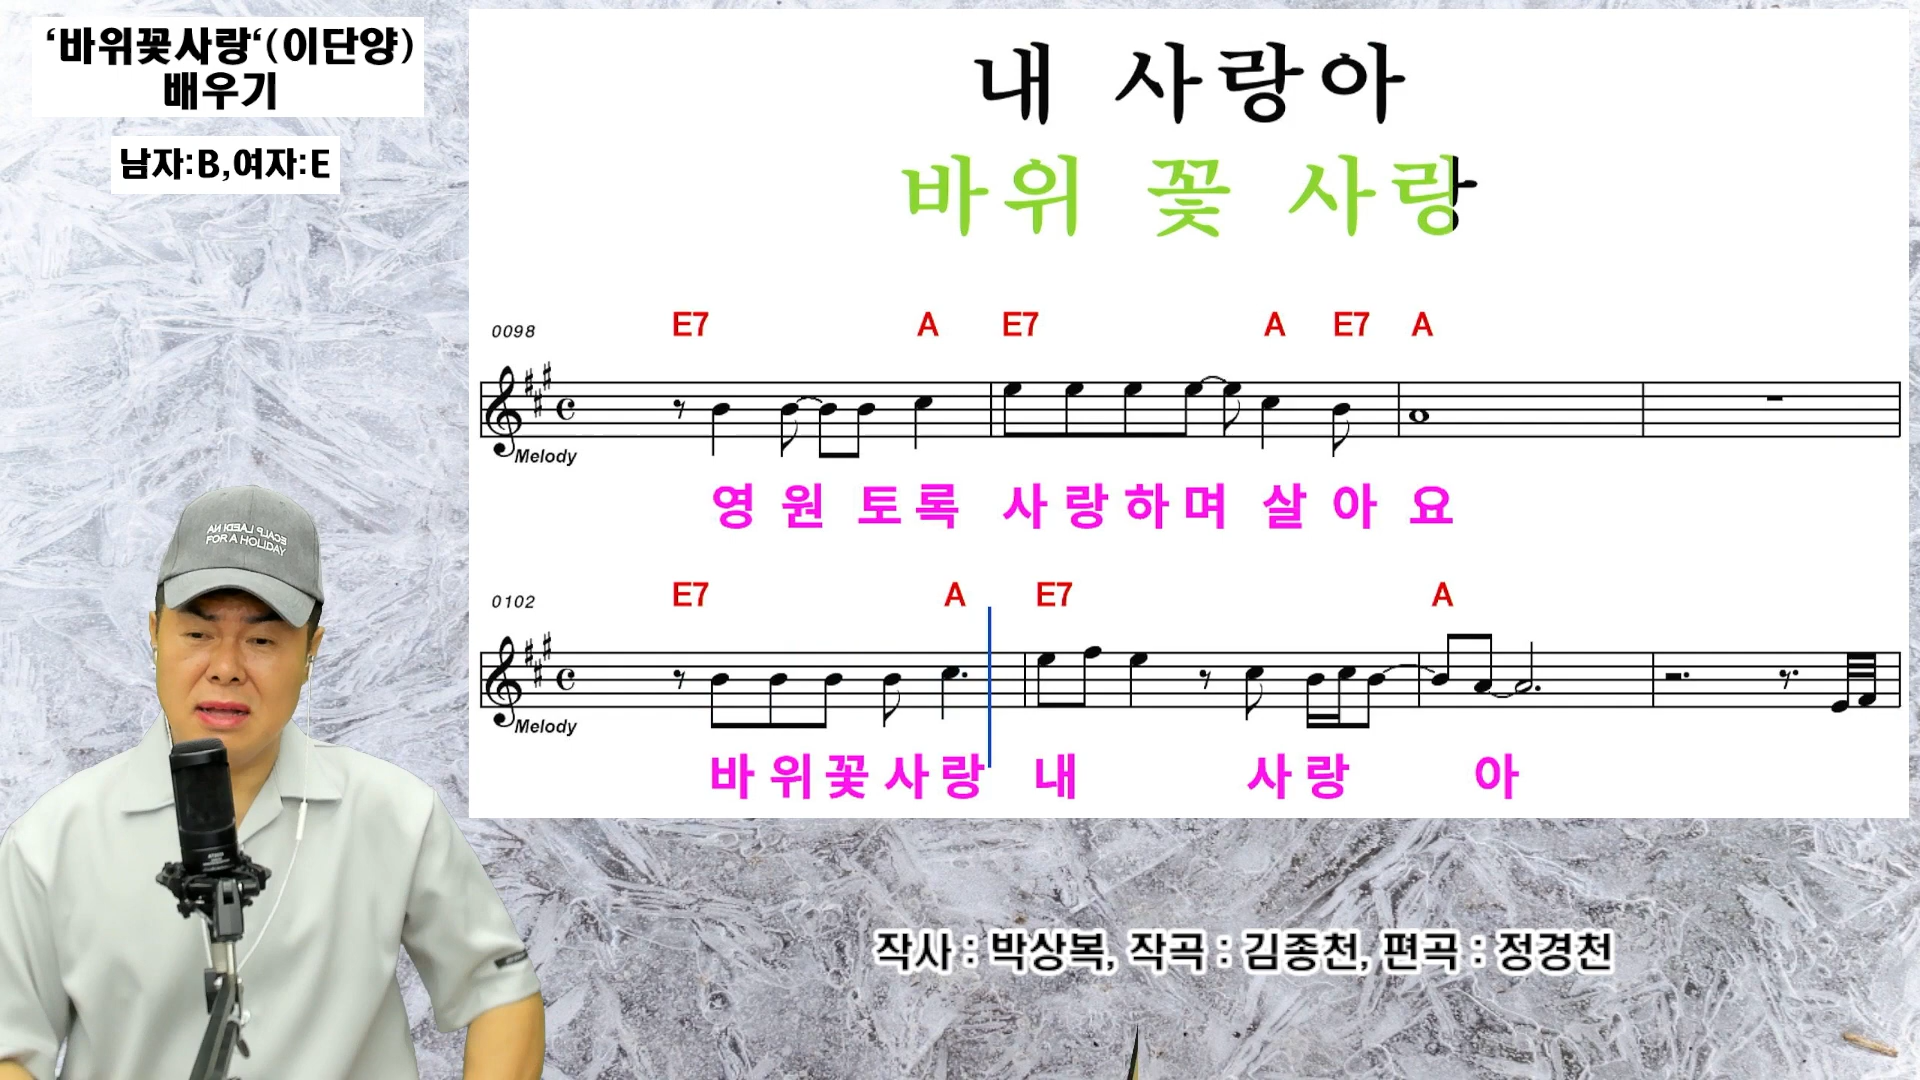 ‘바위꽃사랑‘(이단양)
배우기
남자:B,여자:E
내 사랑아
바위 꽃 사랑
0098
E7 A E7 A E7 A
Melody
영원토록 사랑하며 살아요
0102
E7 A E7 A
Melody
바위꽃사랑 내 사랑 아
FOR A HOLIDAY
작사 : 박상복, 작곡 : 김종천, 편곡 : 정경천